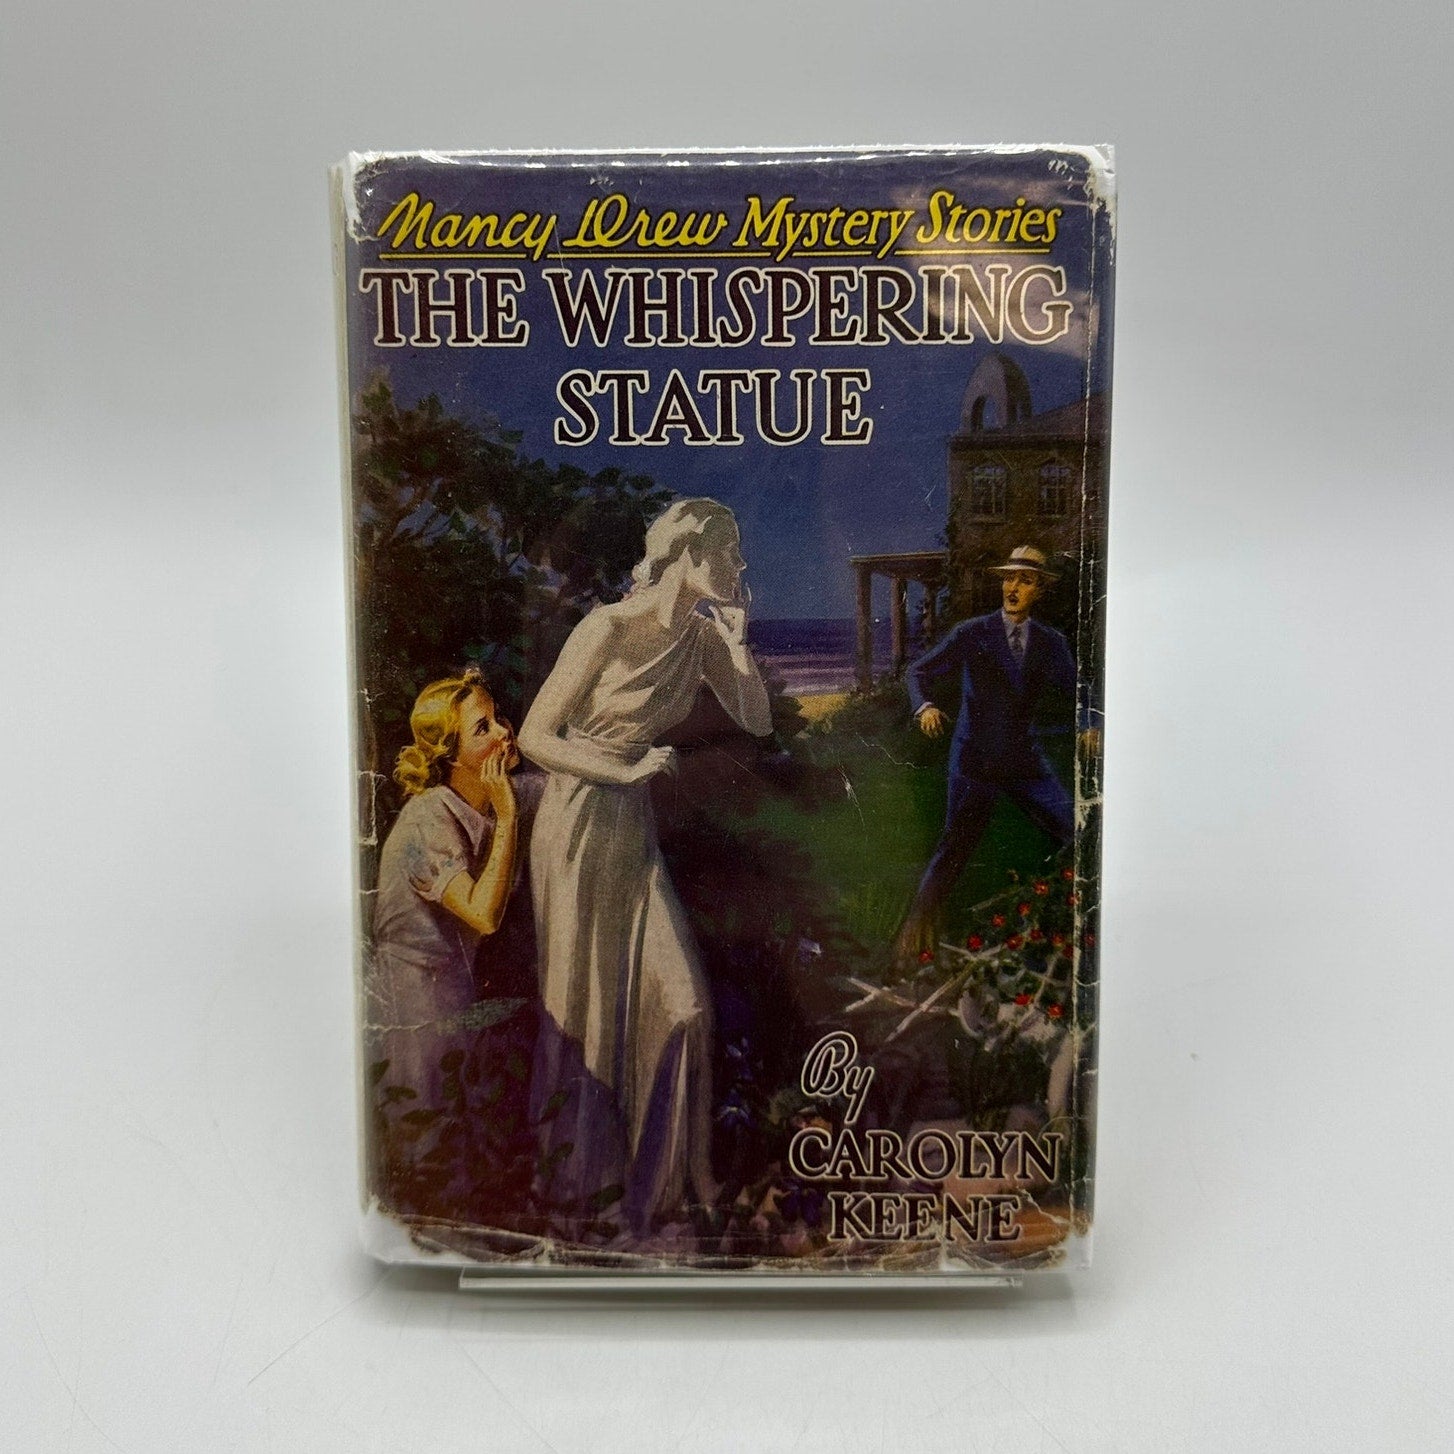 Nancy Drew Mystery Stories
THE WHISPERING
STATUE
By
CAROLYN
KEENE